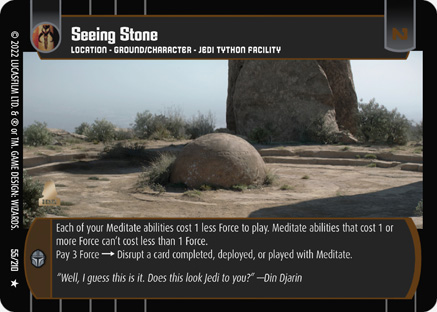 Seeing Stone
LOCATION - GROUND/CHARACTER - JEDI TYTHON FACILITY
Each of your Meditate abilities cost 1 less Force to play. Meditate abilities that cost 1 or
more Force can't cost less than 1 Force.
Pay 3 Force → Disrupt a card completed, deployed, or played with Meditate.
"Well, I guess this is it. Does this look Jedi to you?" —Din Djarin
© 2022 LUCASFILM LTD. & ® or TM. GAME DESIGN: WIZARDS.
55/210